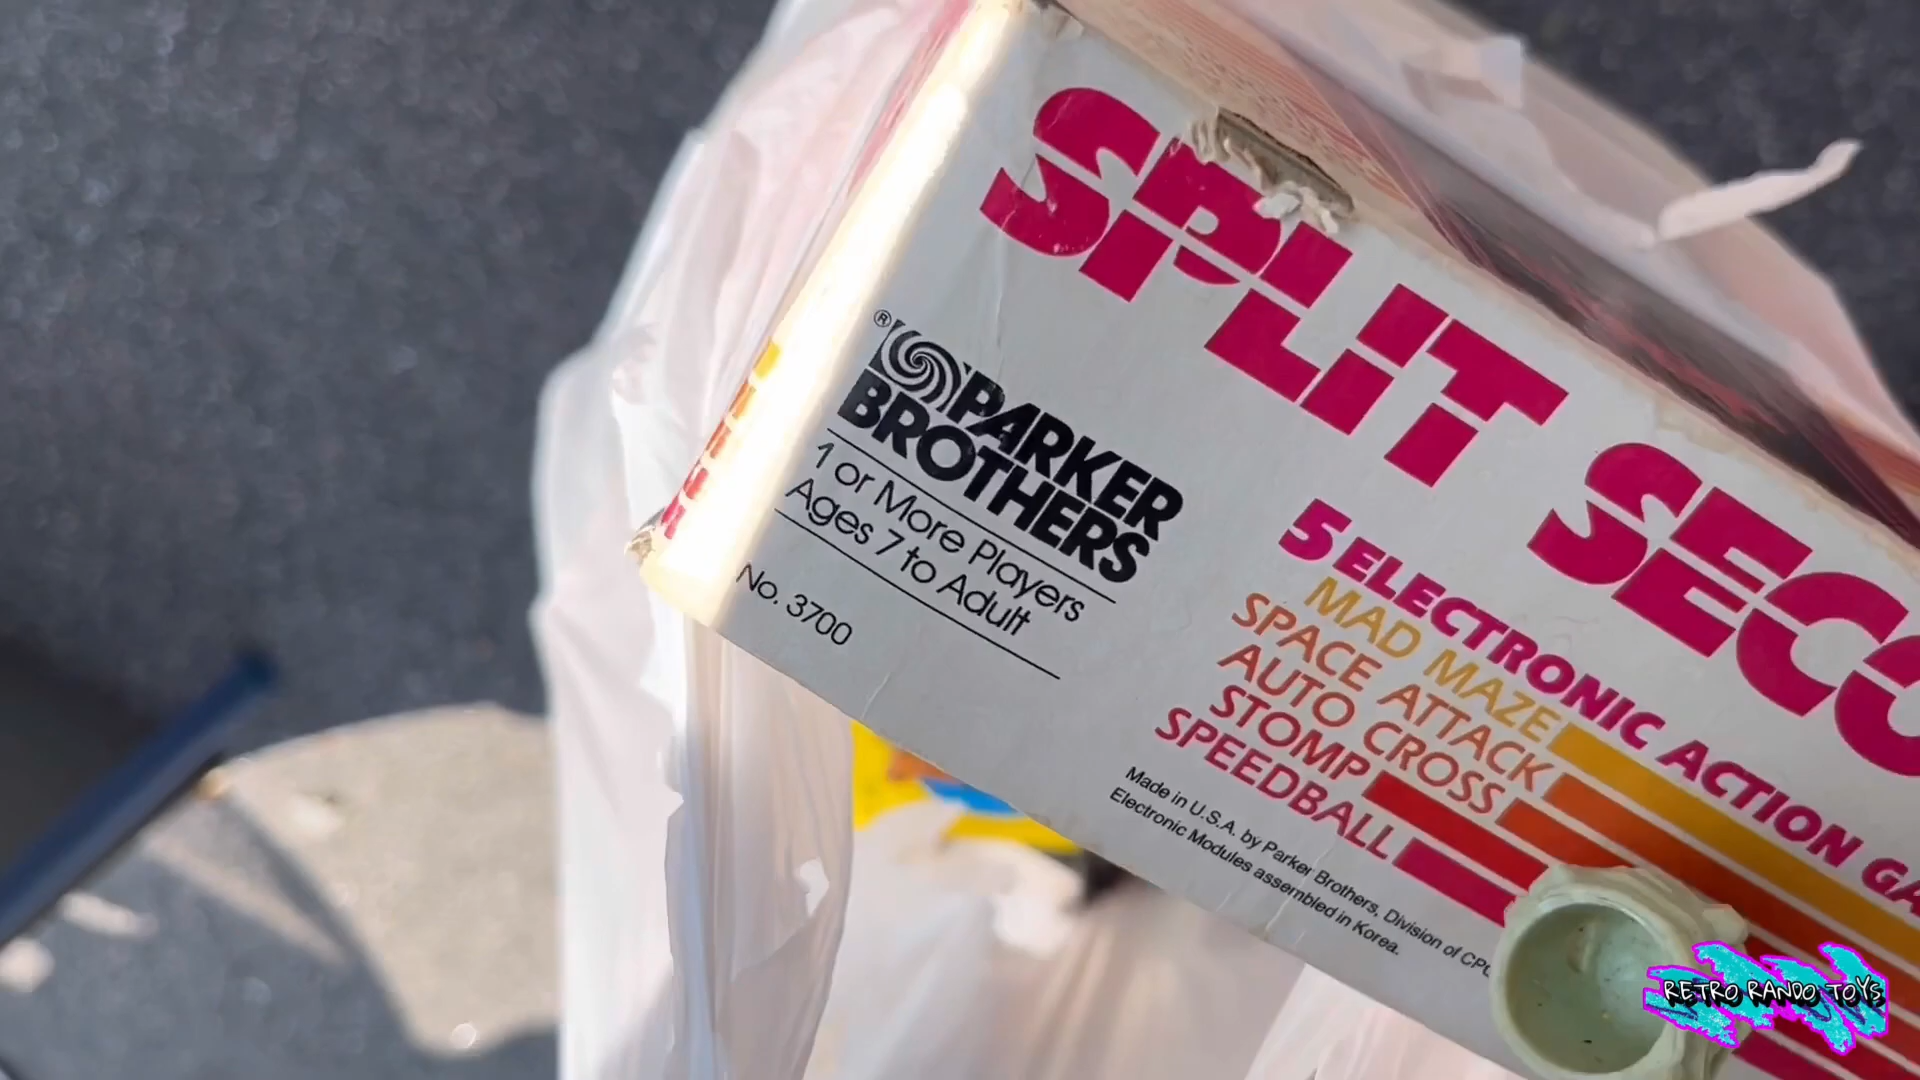 SPLIT SECO
®
PARKER
BROTHERS
1 or More Players
Ages 7 to Adult
No. 3700
5 ELECTRONIC ACTION GA
MAD MAZE
SPACE ATTACK
AUTO CROSS
STOMP
SPEEDBALL
Made in U.S.A. by Parker Brothers, Division of CPG
Electronic Modules assembled in Korea.
RETRO RANDO TOYS